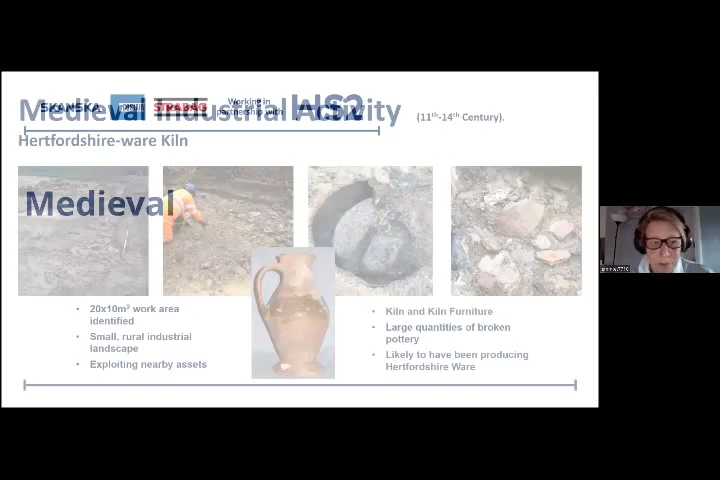 SKANSKA
STRABAG
Working in
partnership with
HS2
Medieval Industrial Activity (11th-14th Century).
Hertfordshire-ware Kiln
Medieval
• 20x10m² work area
identified
• Small, rural industrial
landscape
• Exploiting nearby assets
• Kiln and Kiln Furniture
• Large quantities of broken
pottery
• Likely to have been producing
Hertfordshire Ware